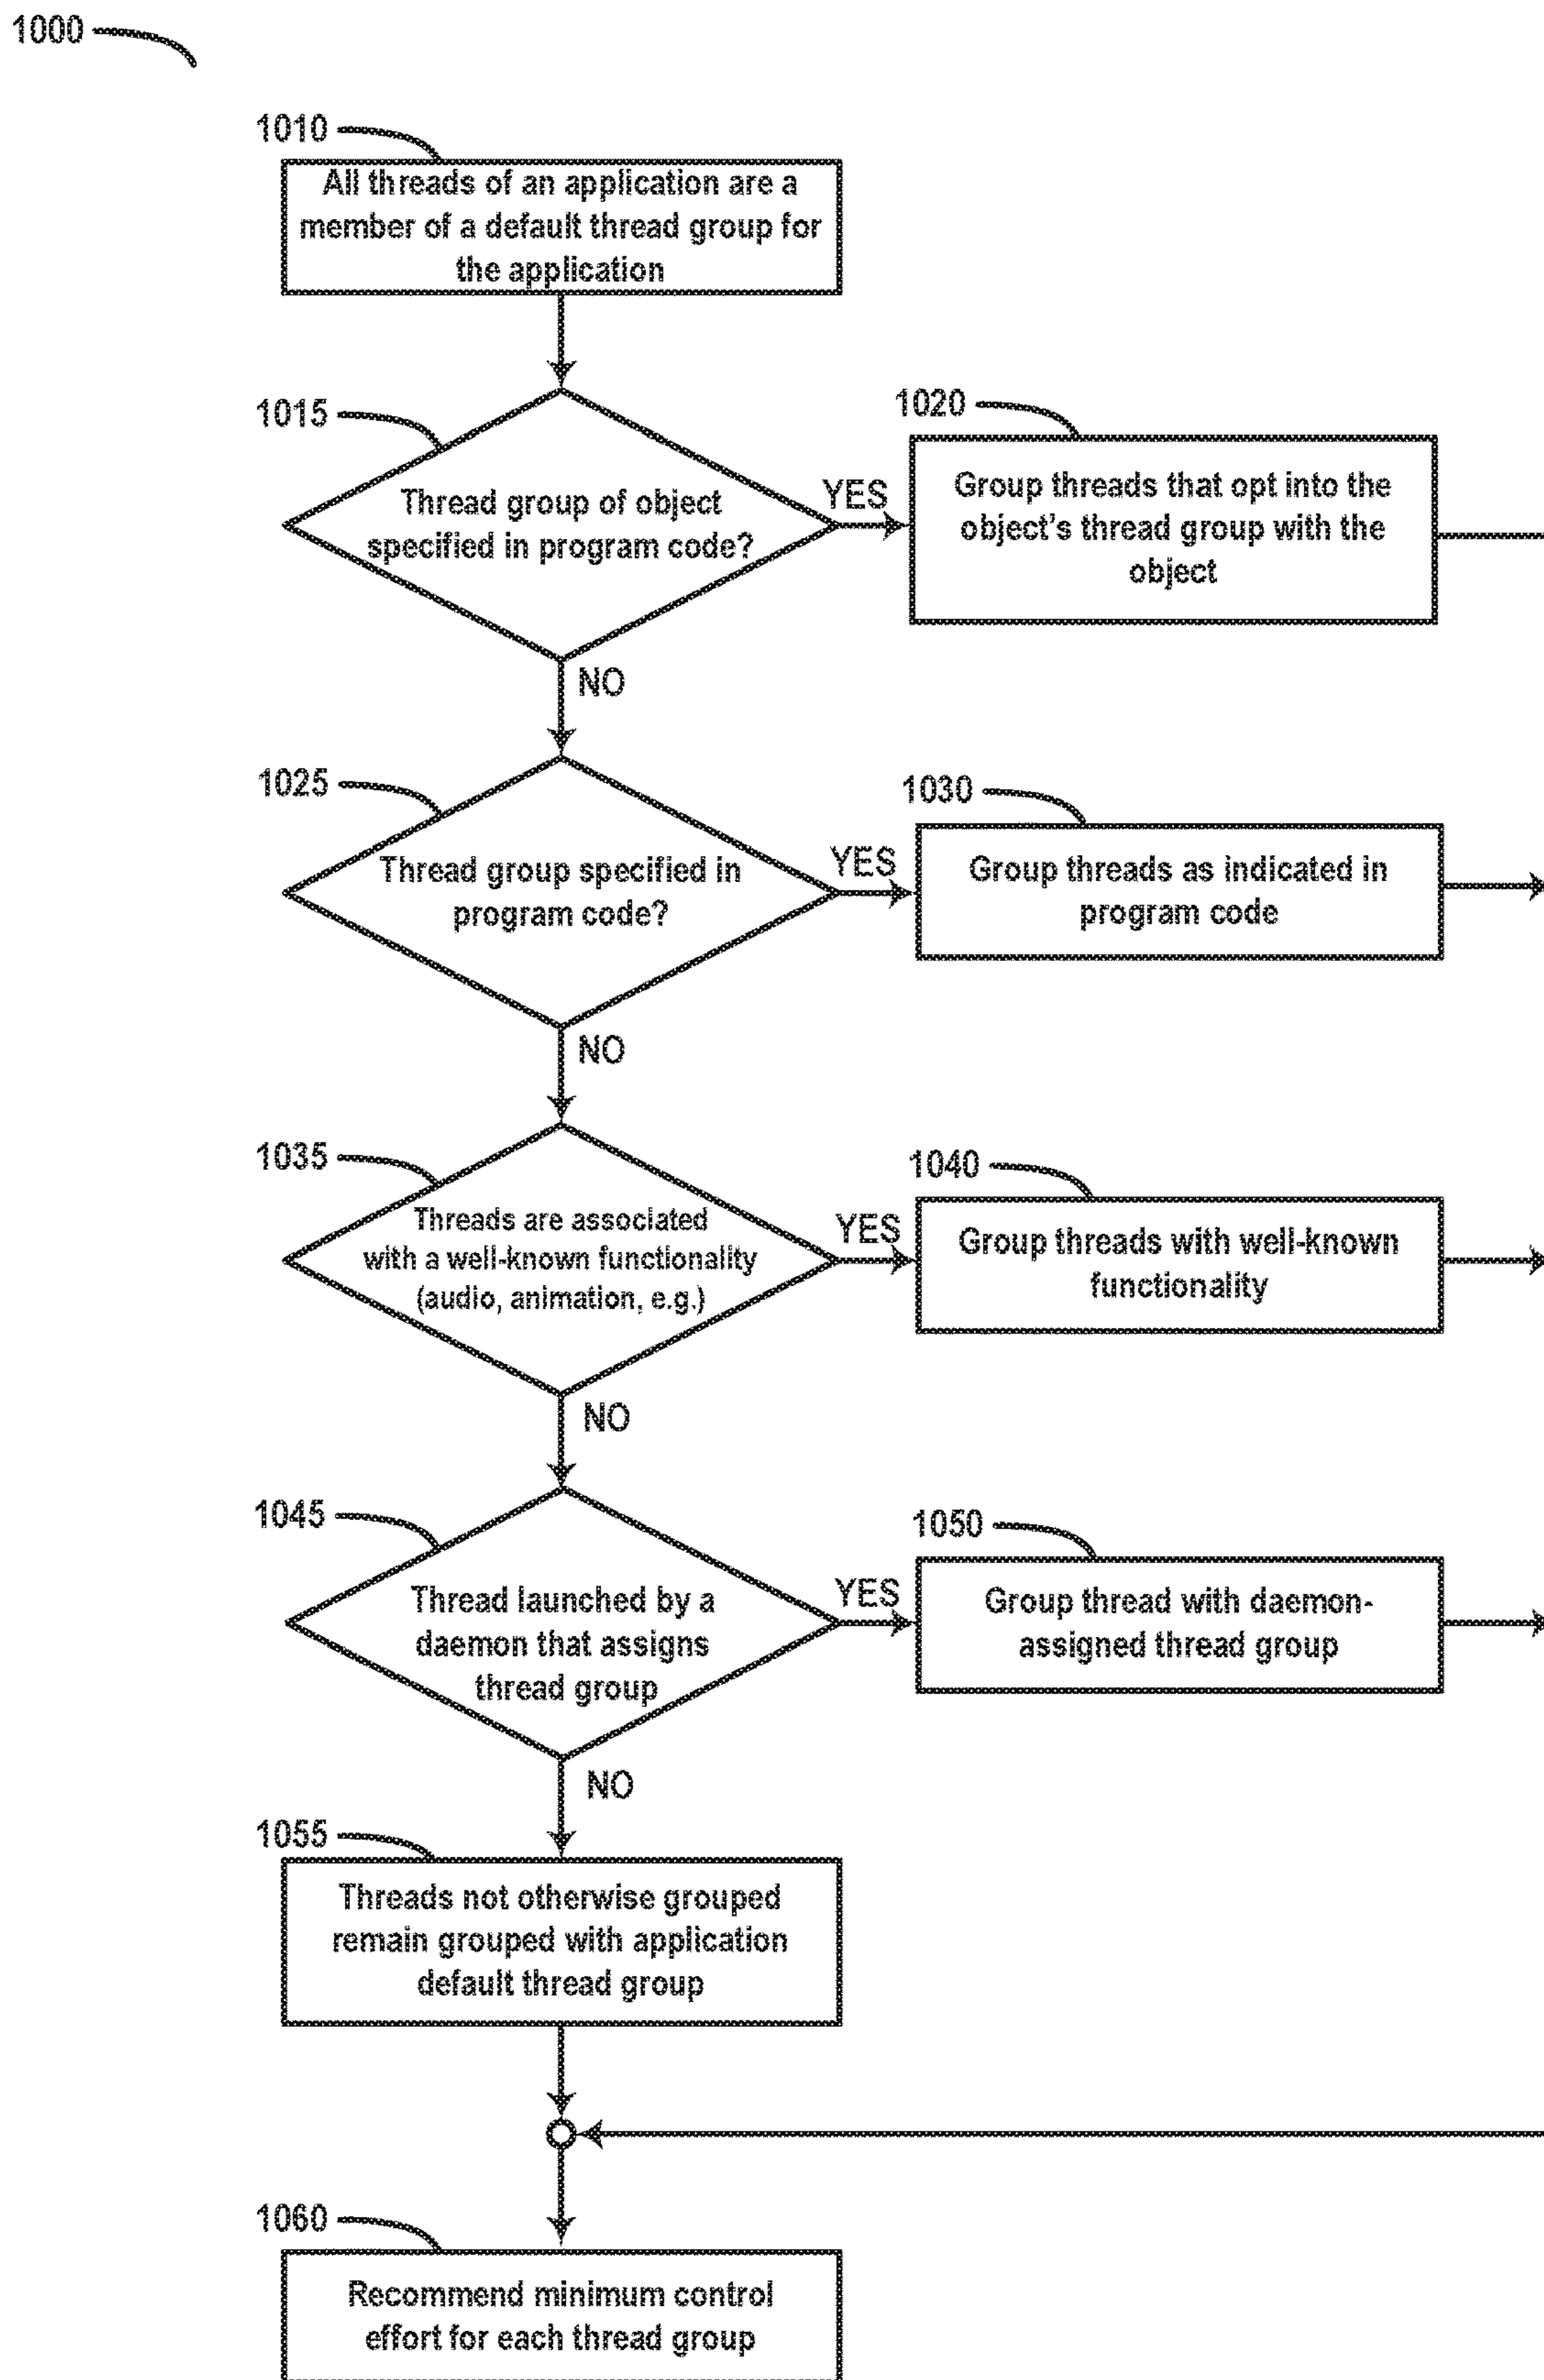 1000
1010
All threads of an application are a
member of a default thread group for
the application
1015
Thread group of object
specified in program code?
YES
1020
Group threads that opt into the
object's thread group with the
object
NO
1025
Thread group specified in
program code?
YES
1030
Group threads as indicated in
program code
NO
1035
Threads are associated
with a well-known functionality
(audio, animation, e.g.)
YES
1040
Group threads with well-known
functionality
NO
1045
Thread launched by a
daemon that assigns
thread group
YES
1050
Group thread with daemon-
assigned thread group
NO
1055
Threads not otherwise grouped
remain grouped with application
default thread group
1060
Recommend minimum control
effort for each thread group